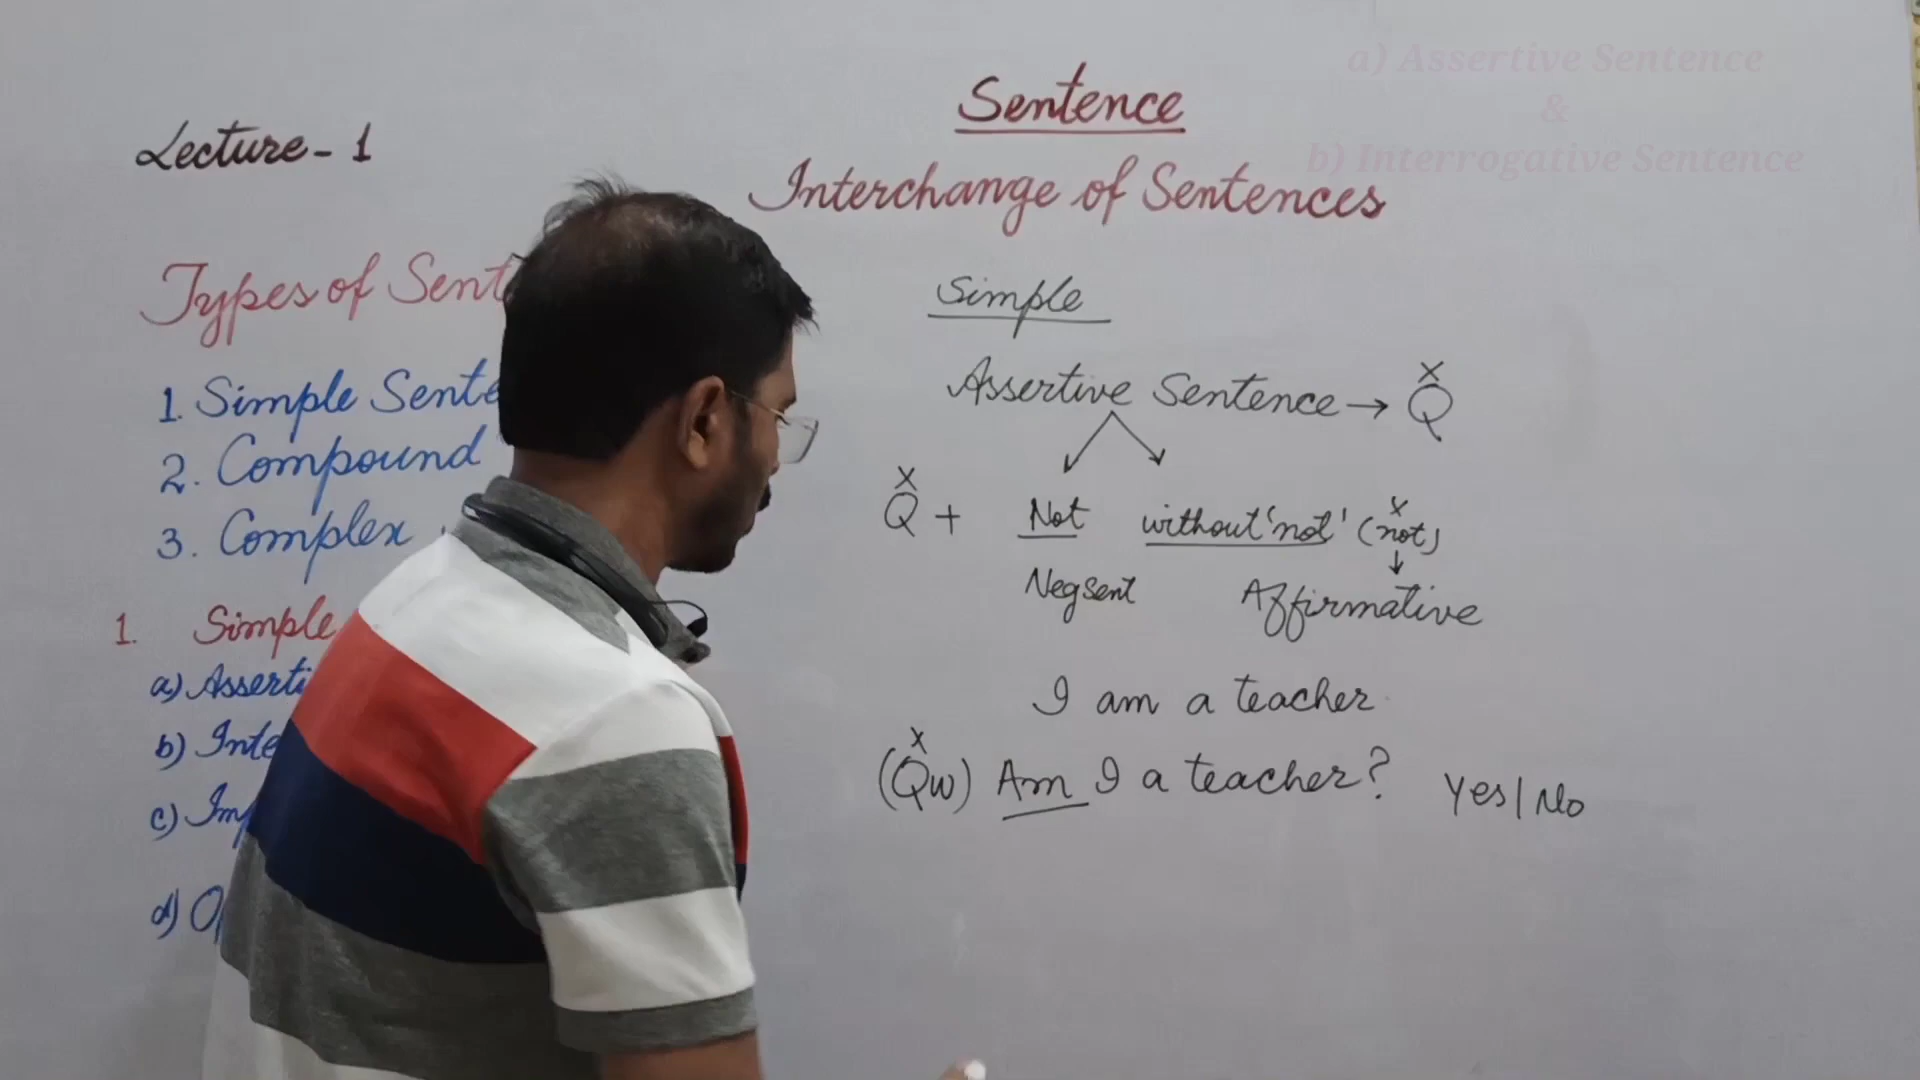 Lecture - 1
Types of Sent
1. Simple Sente
2. Compound
3. Complex
1. Simple
a) Asserti
b) Inte
c) Imp
d) Op
Sentence
Interchange of Sentences
a) Assertive Sentence
&
b) Interrogative Sentence
Simple
Assertive Sentence → Q
x
Q + Not without 'not' (not)
x x
Neg sent Affirmative
I am a teacher
(Qw) Am I a teacher? Yes | No
x